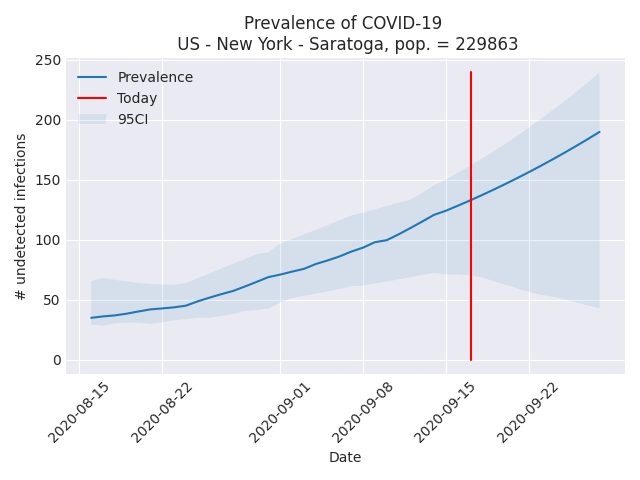 Prevalence of COVID-19
US - New York - Saratoga, pop. = 229863
250
200
150
100
50
0
# undetected infections
Prevalence
Today
95CI
2020-08-15
2020-08-22
2020-09-01
2020-09-08
2020-09-15
2020-09-22
Date